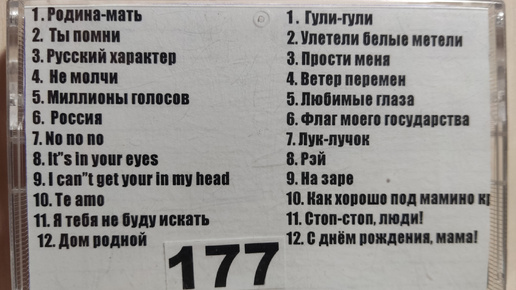 1. Родина-мать
2. Ты помни
3. Русский характер
4. Не молчи
5. Миллионы голосов
6. Россия
7. No no no
8. It"s in your eyes
9. I can"t get your in my head
10. Te amo
11. Я тебя не буду искать
12. Дом родной
1. Гули-гули
2. Улетели белые метели
3. Прости меня
4. Ветер перемен
5. Любимые глаза
6. Флаг моего государства
7. Лук-лучок
8. Рэй
9. На заре
10. Как хорошо под мамино
11. Стоп-стоп, люди!
12. С днём рождения, мама!
177